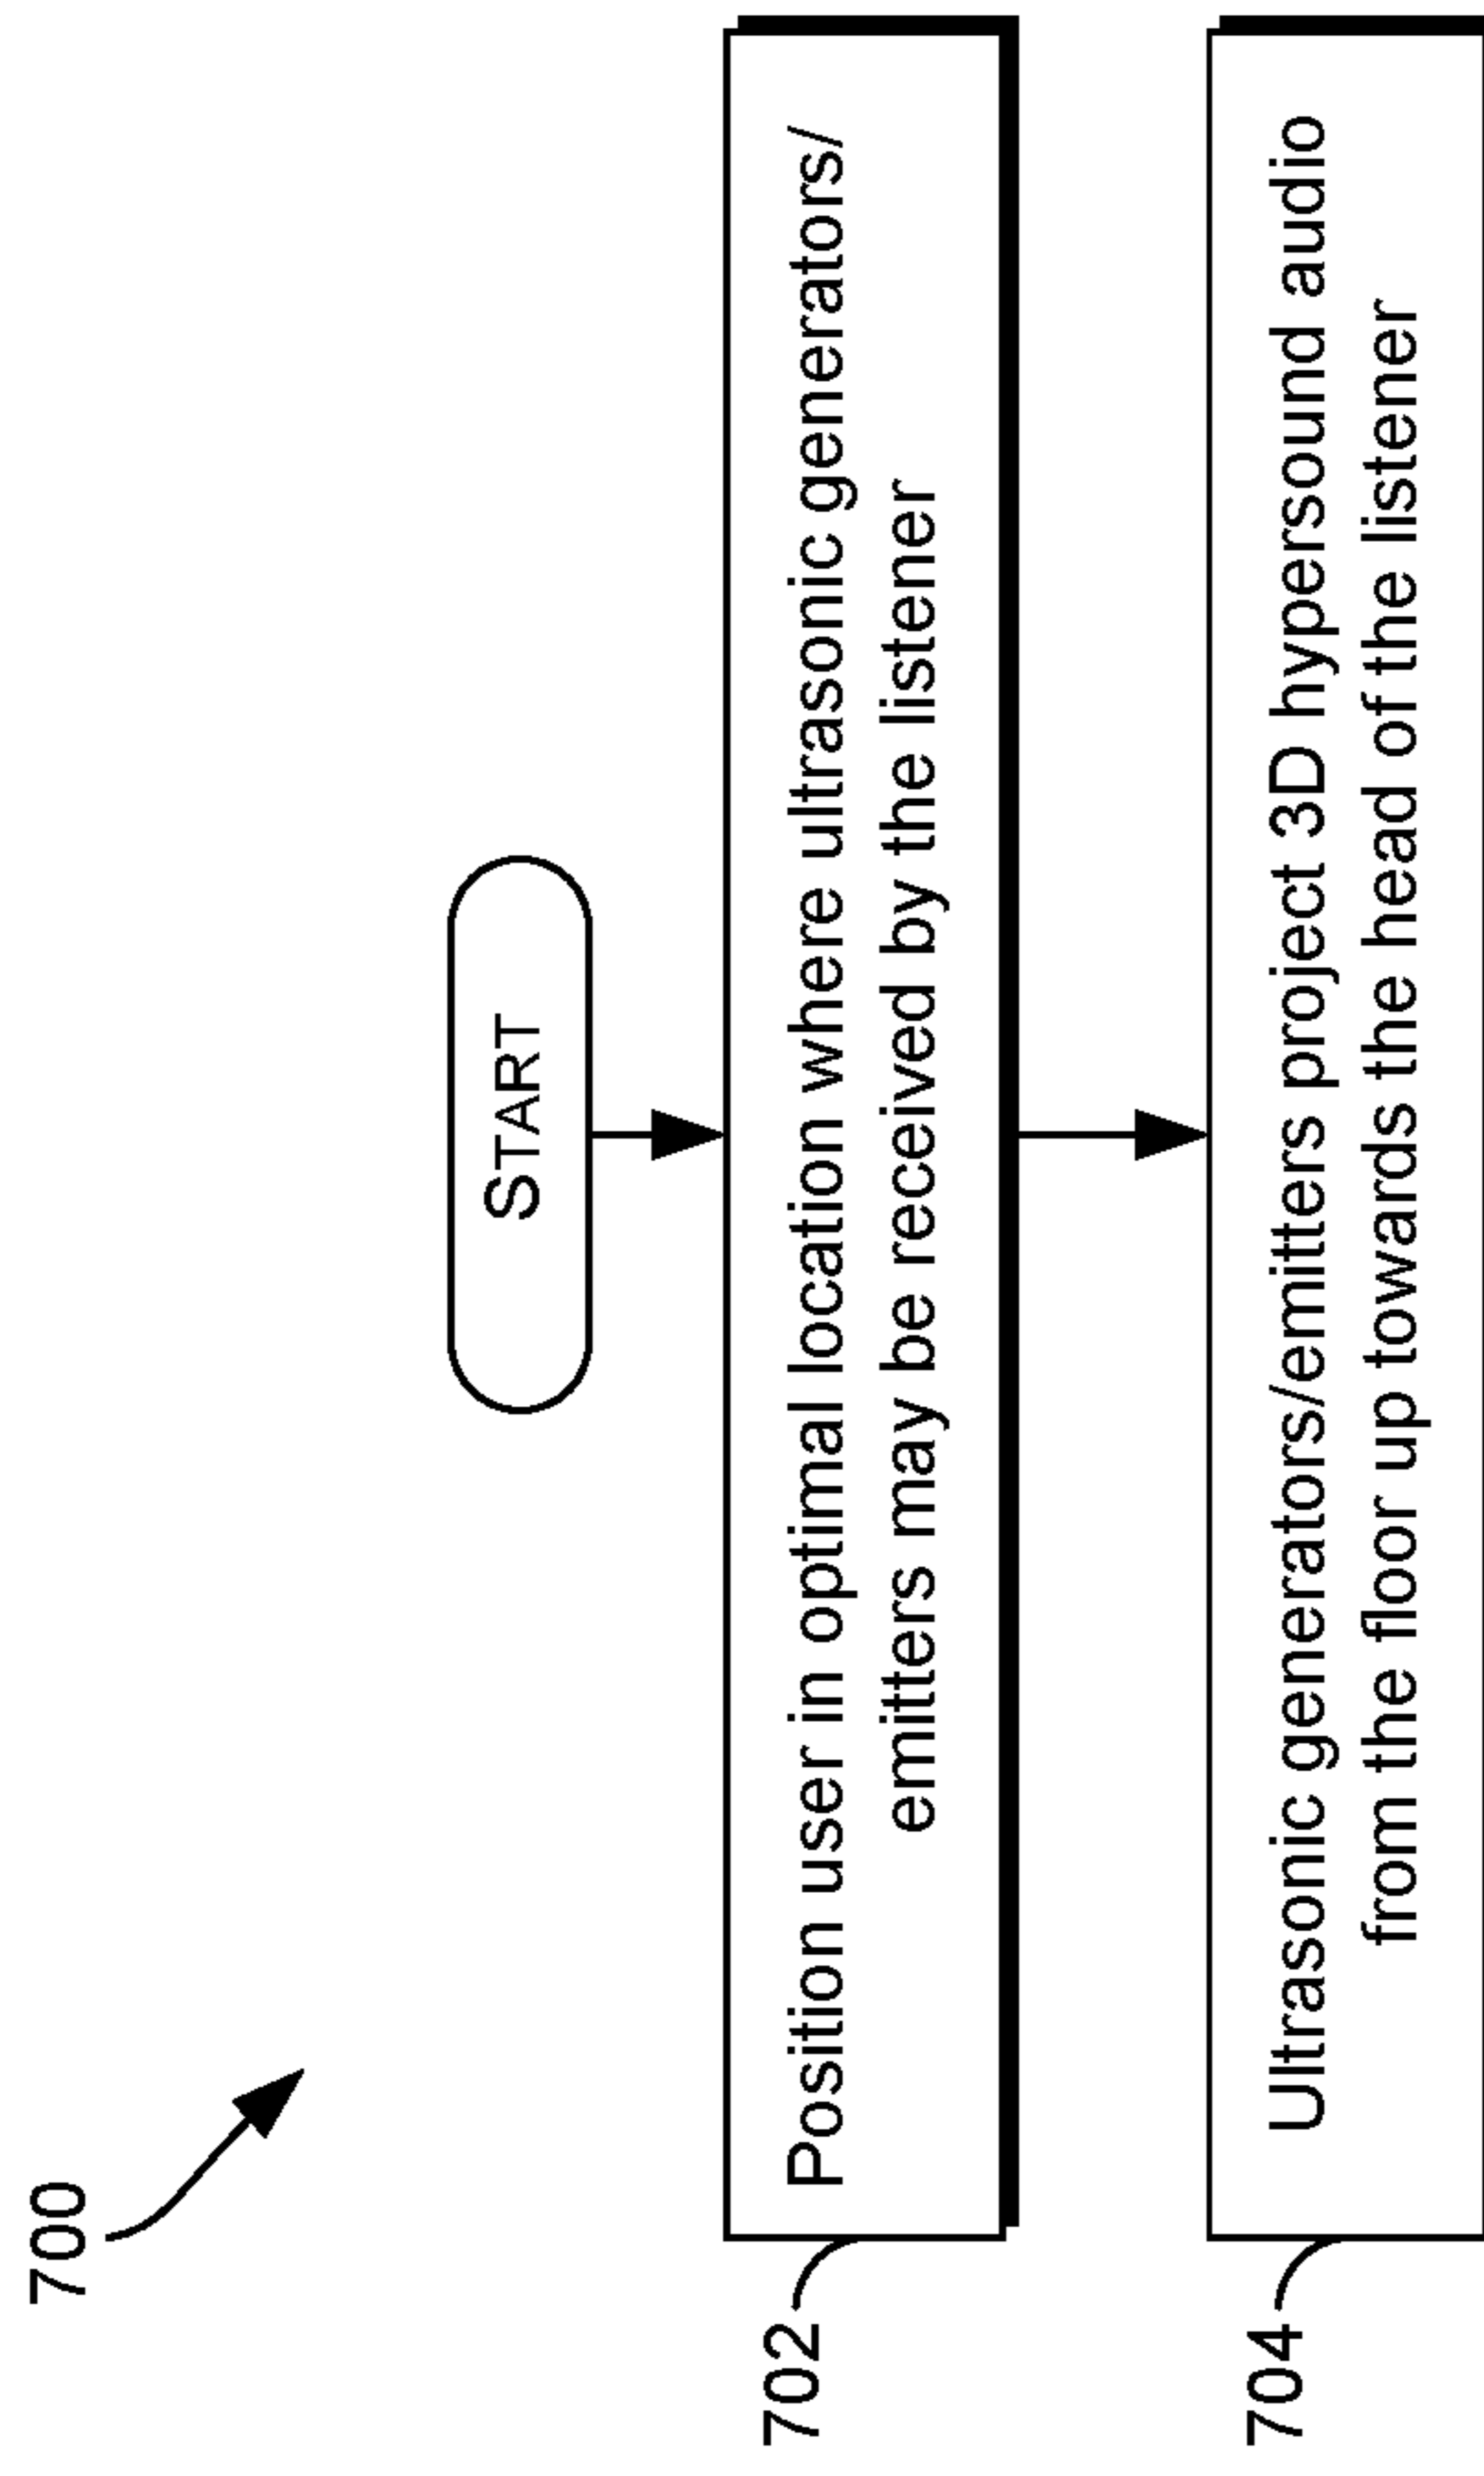 700
START
702
Position user in optimal location where ultrasonic generators/
emitters may be received by the listener
704
Ultrasonic generators/emitters project 3D hypersound audio
from the floor up towards the head of the listener